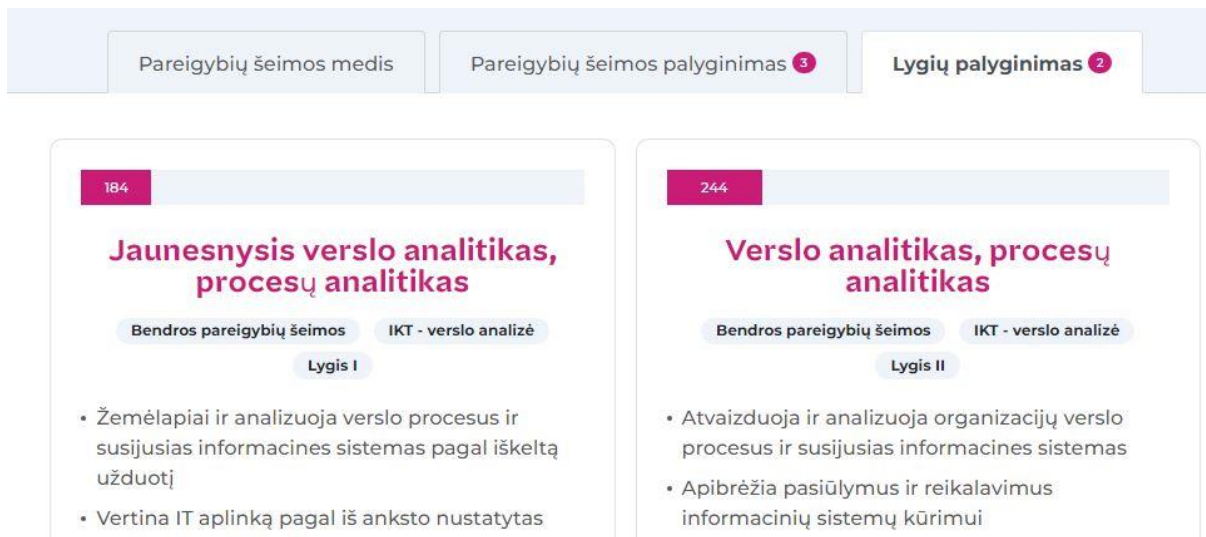 Pareigybių šeimos medis
Pareigybių šeimos palyginimas 3
Lygių palyginimas 2
184
Jaunesnysis verslo analitikas,
procesų analitikas
Bendros pareigybių šeimos
IKT - verslo analizė
Lygis I
• Žemėlapiai ir analizuoja verslo procesus ir
susijusias informacines sistemas pagal iškeltą
užduotį
• Vertina IT aplinką pagal iš anksto nustatytas
244
Verslo analitikas, procesų
analitikas
Bendros pareigybių šeimos
IKT - verslo analizė
Lygis II
• Atvaizduoja ir analizuoja organizacijų verslo
procesus ir susijusias informacines sistemas
• Apibrėžia pasiūlymus ir reikalavimus
informacinių sistemų kūrimui